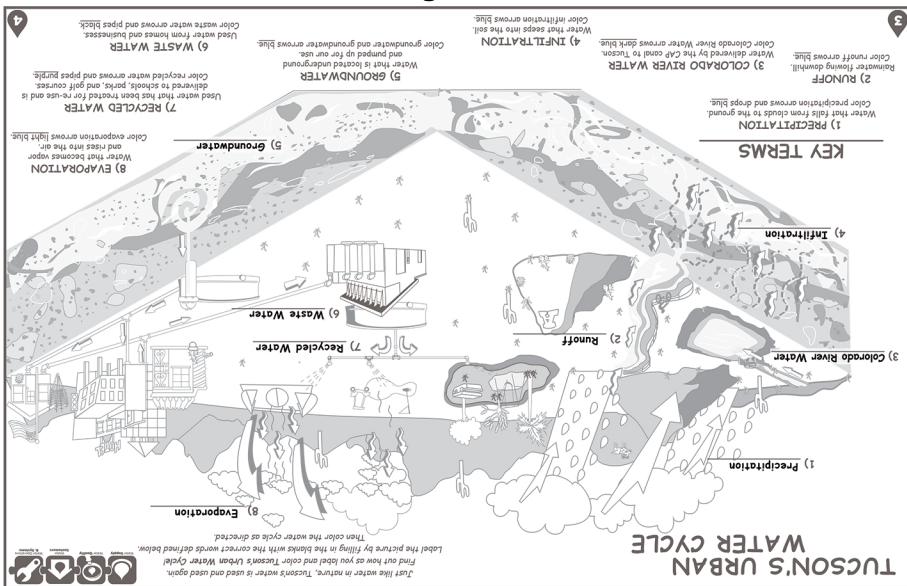 TUCSON'S URBAN
WATER CYCLE
Just like water in nature, Tucson's water is used and used again.
Find out how as you label and color Tucson's Urban Water Cycle!
Label the picture by filling in the blanks with the correct words defined below.
Then color the water cycle as directed.
Water Supply
Water Quality
1) Precipitation
8) Evaporation
3) Colorado River Water
2) Runoff
7) Recycled Water
6) Waste Water
4) Infiltration
5) Groundwater
KEY TERMS
1) PRECIPITATION
Water that falls from clouds to the ground.
Color precipitation arrows and drops blue.
2) RUNOFF
Rainwater flowing downhill.
Color runoff arrows blue.
3) COLORADO RIVER WATER
Water delivered by the CAP canal to Tucson.
Color Colorado River Water arrows dark blue.
4) INFILTRATION
Water that seeps into the soil.
Color infiltration arrows blue.
5) GROUNDWATER
Water that is located underground
and pumped up for our use.
Color groundwater and groundwater arrows blue.
6) WASTE WATER
Used water from homes and businesses.
Color waste water arrows and pipes black.
7) RECYCLED WATER
Used water that has been treated for re-use and is
delivered to schools, parks, and golf courses.
Color recycled water arrows and pipes purple.
8) EVAPORATION
Water that becomes vapor
and rises into the air.
Color evaporation arrows light blue.
3
4